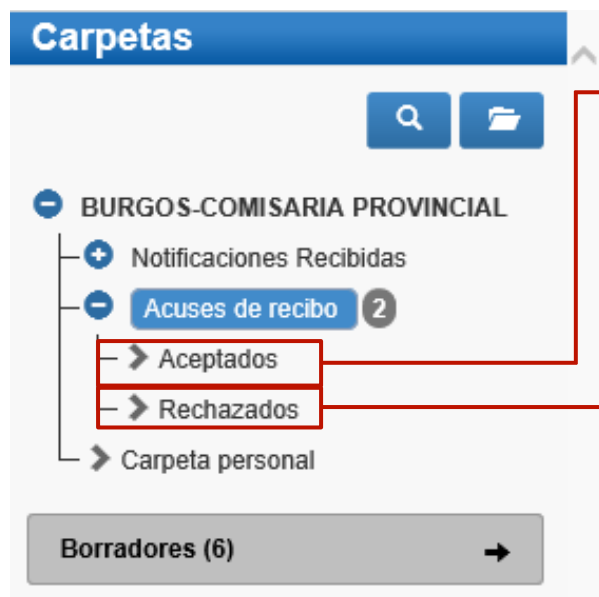 Carpetas
BURGOS-COMISARIA PROVINCIAL
Notificaciones Recibidas
Acuses de recibo 2
Aceptados
Rechazados
Carpeta personal
Borradores (6)